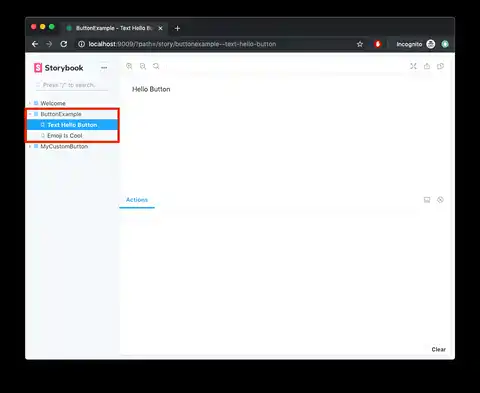 ButtonExample - Text Hello Bu
localhost:9009/?path=/story/buttonexample--text-hello-button
Incognito
Storybook
Press "/" to search...
Welcome
ButtonExample
Text Hello Button
Emoji Is Cool
MyCustomButton
Hello Button
Actions
Clear